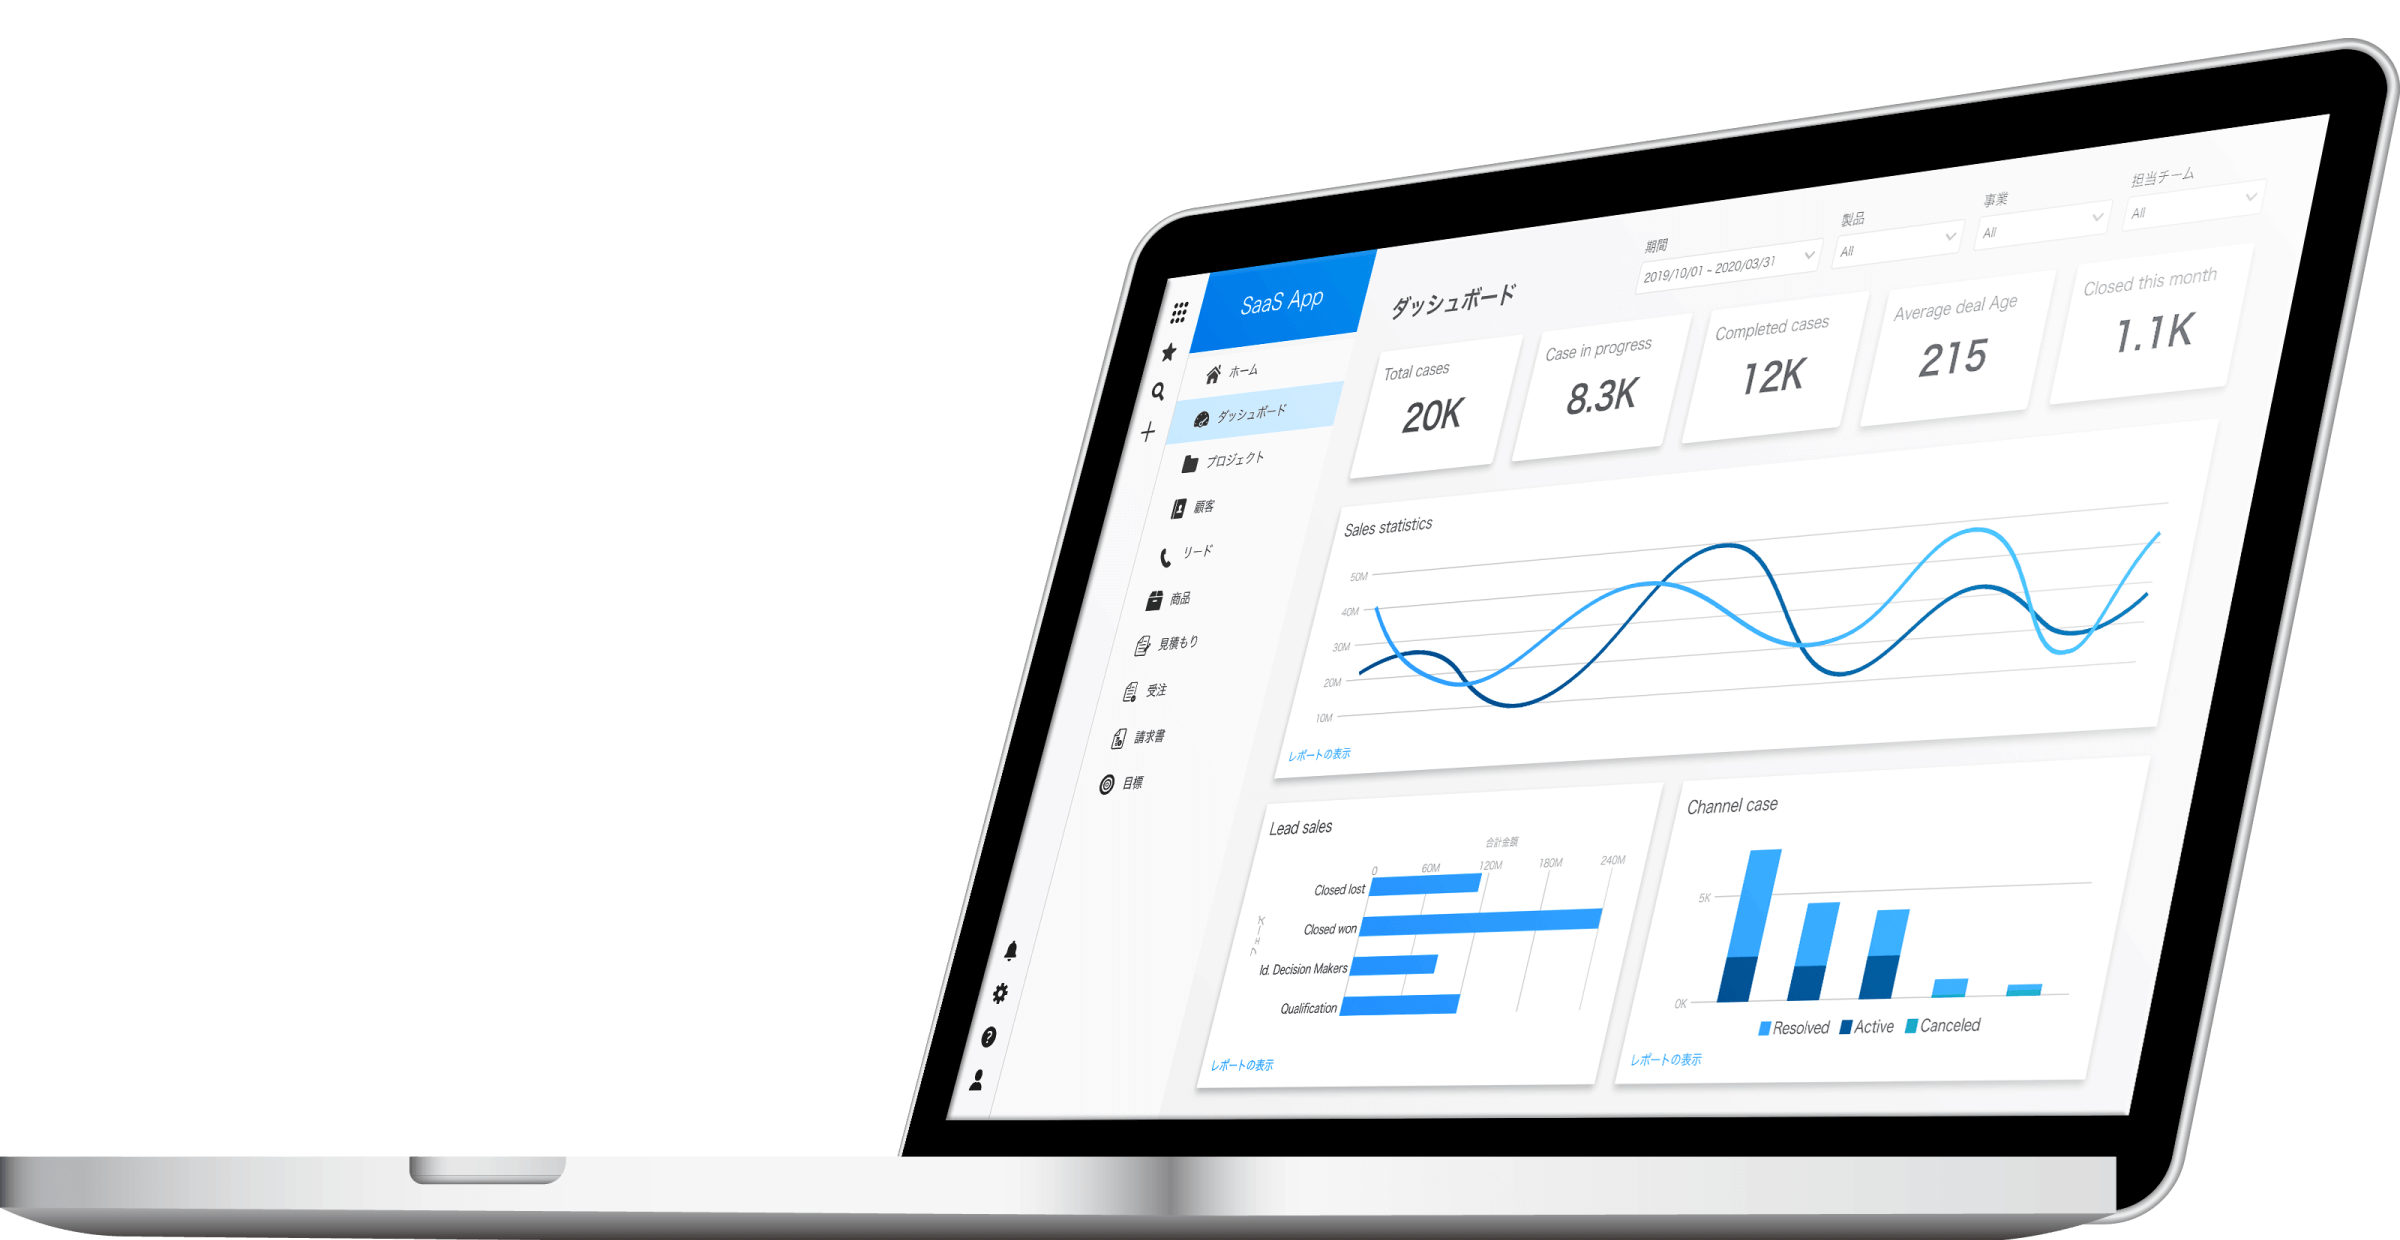 SaaS App
ホーム
ダッシュボード
プロジェクト
顧客
リード
商品
見積もり
受注
請求書
目標
ダッシュボード
期間
2019/10/01 - 2020/03/31
製品
All
事業
All
担当チーム
All
Total cases
20K
Case in progress
8.3K
Completed cases
12K
Average deal Age
215
Closed this month
1.1K
Sales statistics
50M
40M
30M
20M
10M
レポートの表示
Lead sales
合計金額
0 60M 120M 180M 240M
Closed lost
Closed won
Id. Decision Makers
Qualification
レポートの表示
Channel case
5K
0K
Resolved Active Canceled
レポートの表示